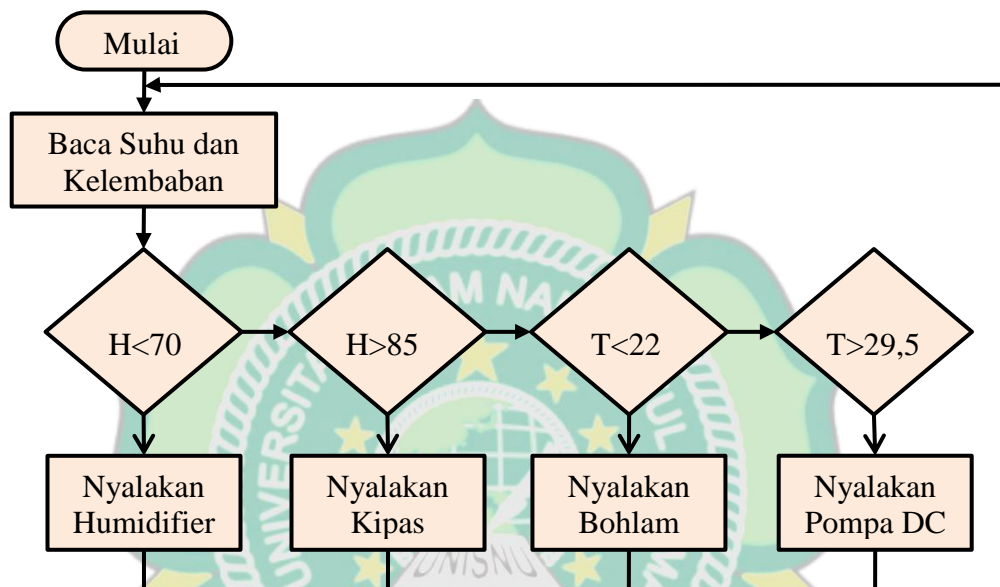 Mulai
Baca Suhu dan
Kelembaban
H<70
H>85
T<22
T>29,5
Nyalakan
Humidifier
Nyalakan
Kipas
Nyalakan
Bohlam
Nyalakan
Pompa DC
UNISNU